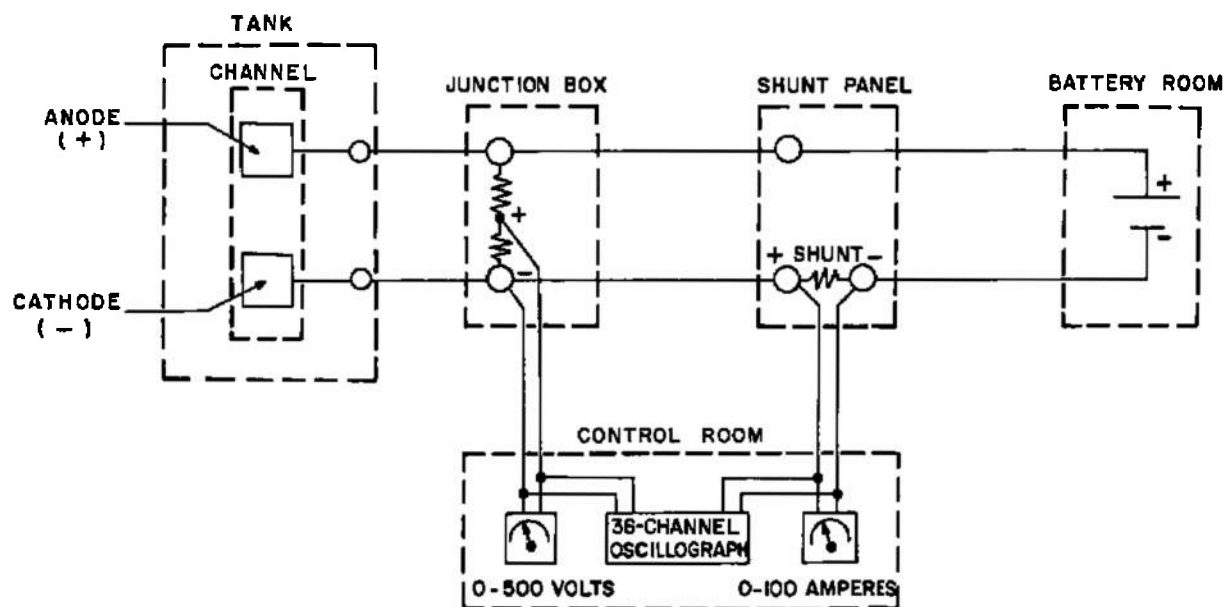 TANK
CHANNEL
JUNCTION BOX
SHUNT PANEL
BATTERY ROOM
ANODE
(+)
+
+
-
+ SHUNT -
-
CATHODE
(-)
CONTROL ROOM
36-CHANNEL
OSCILLOGRAPH
0-500 VOLTS
0-100 AMPERES